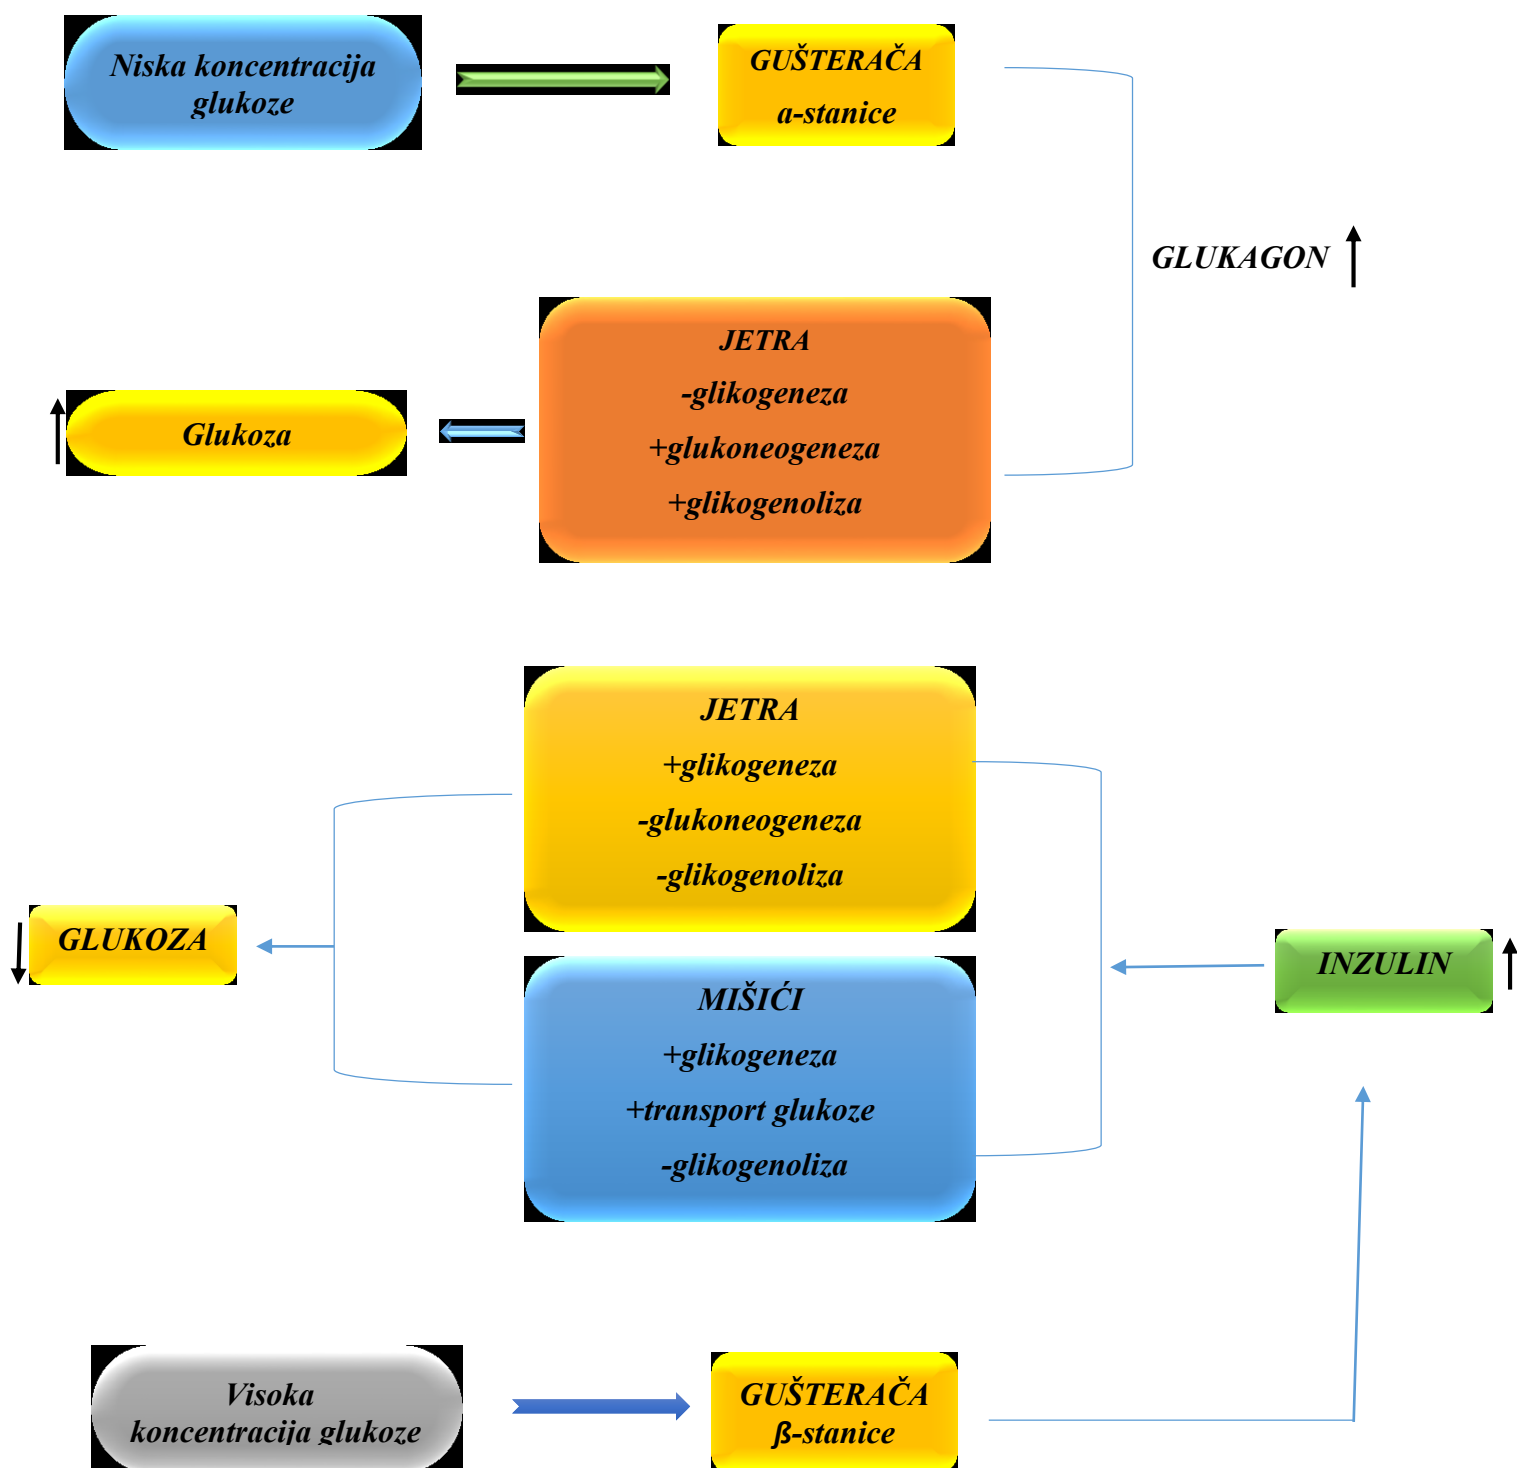 Niska koncentracija
glukoze
GUŠTERAČA
a-stanice
GLUKAGON
JETRA
-glikogeneza
+glukoneogeneza
+glikogenoliza
Glukoza
JETRA
+glikogeneza
-glukoneogeneza
-glikogenoliza
GLUKOZA
INZULIN
MIŠIĆI
+glikogeneza
+transport glukoze
-glikogenoliza
Visoka
koncentracija glukoze
GUŠTERAČA
ß-stanice